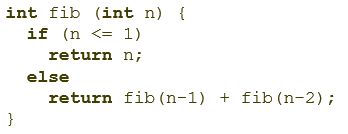 int fib (int n) {
  if (n <= 1)
    return n;
  else
    return fib(n-1) + fib(n-2);
}